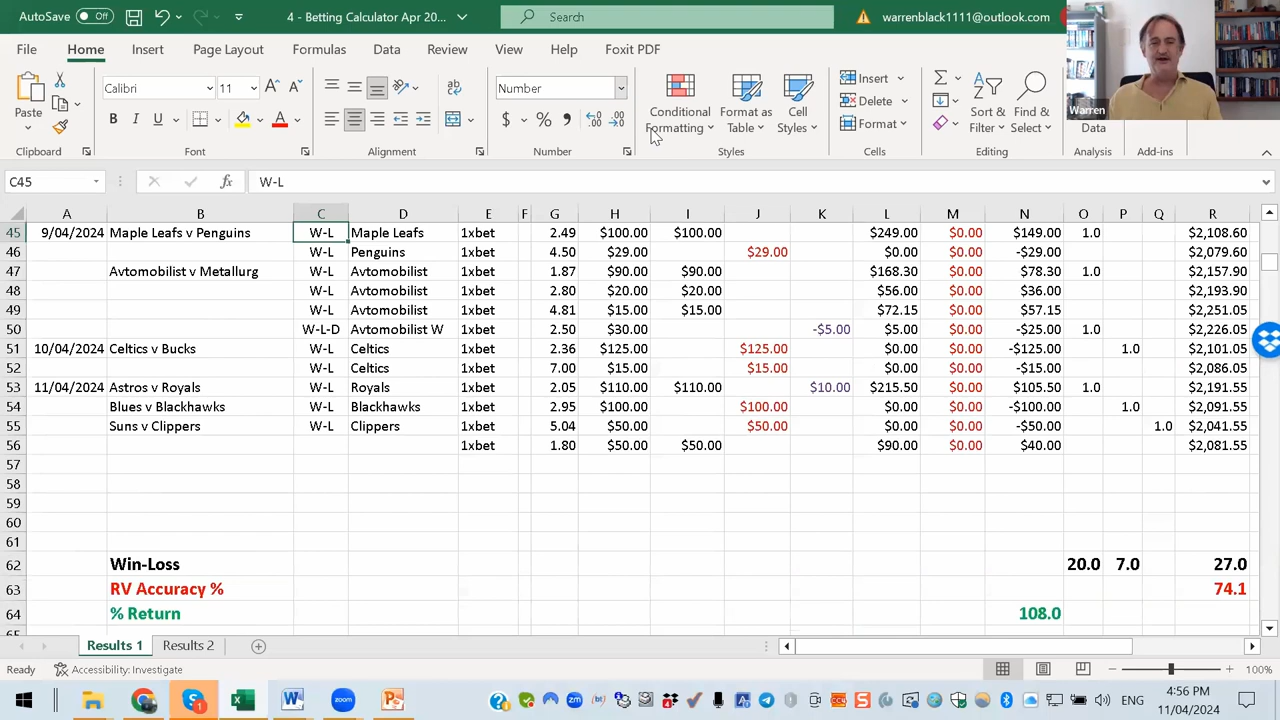 AutoSave Off 4 - Betting Calculator Apr 20... Search warrenblack1111@outlook.com
File Home Insert Page Layout Formulas Data Review View Help Foxit PDF
Paste Calibri 11 Number Conditional Formatting Format as Table Cell Styles Insert Delete Format Sort & Filter Find & Select Data
B I U A $ %
Clipboard Font Alignment Number Styles Cells Editing Analysis Add-ins
Warren
C45 fx W-L
A B C D E F G H I J K L M N O P Q R
45 9/04/2024 Maple Leafs v Penguins W-L Maple Leafs 1xbet 2.49 $100.00 $100.00 $249.00 $0.00 $149.00 1.0 $2,108.60
46 W-L Penguins 1xbet 4.50 $29.00 $29.00 $0.00 $0.00 -$29.00 $2,079.60
47 Avtomobilist v Metallurg W-L Avtomobilist 1xbet 1.87 $90.00 $90.00 $168.30 $0.00 $78.30 1.0 $2,157.90
48 W-L Avtomobilist 1xbet 2.80 $20.00 $20.00 $56.00 $0.00 $36.00 $2,193.90
49 W-L Avtomobilist 1xbet 4.81 $15.00 $15.00 $72.15 $0.00 $57.15 $2,251.05
50 W-L-D Avtomobilist W 1xbet 2.50 $30.00 -$5.00 $5.00 $0.00 -$25.00 1.0 $2,226.05
51 10/04/2024 Celtics v Bucks W-L Celtics 1xbet 2.36 $125.00 $125.00 $0.00 $0.00 -$125.00 1.0 $2,101.05
52 W-L Celtics 1xbet 7.00 $15.00 $15.00 $0.00 $0.00 -$15.00 $2,086.05
53 11/04/2024 Astros v Royals W-L Royals 1xbet 2.05 $110.00 $110.00 $10.00 $215.50 $0.00 $105.50 1.0 $2,191.55
54 Blues v Blackhawks W-L Blackhawks 1xbet 2.95 $100.00 $100.00 $0.00 $0.00 -$100.00 1.0 $2,091.55
55 Suns v Clippers W-L Clippers 1xbet 5.04 $50.00 $50.00 $0.00 $0.00 -$50.00 1.0 $2,041.55
56 1xbet 1.80 $50.00 $50.00 $90.00 $0.00 $40.00 $2,081.55
57
58
59
60
61
62 Win-Loss 20.0 7.0 27.0
63 RV Accuracy % 74.1
64 % Return 108.0
Results 1 Results 2
Ready Accessibility: Investigate 100%
zoom ENG 4:56 PM
11/04/2024